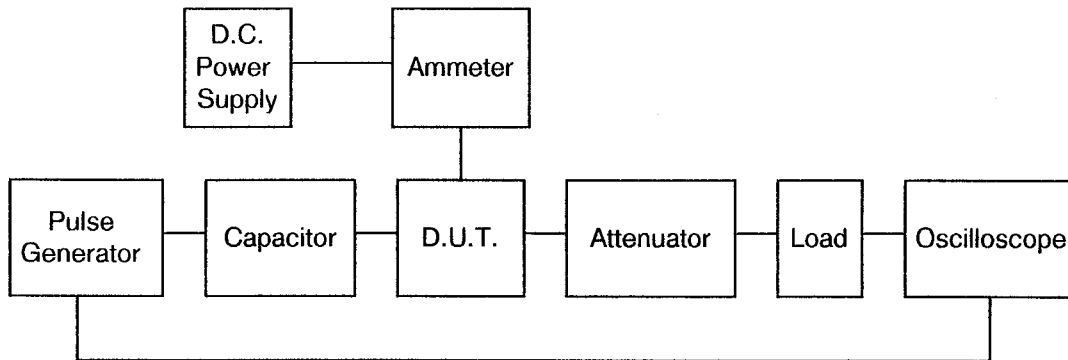 D.C.
Power
Supply
Ammeter
Pulse
Generator
Capacitor
D.U.T.
Attenuator
Load
Oscilloscope